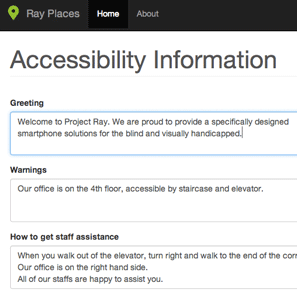 Ray Places Home About
Accessibility Information
Greeting
Welcome to Project Ray. We are proud to provide a specifically designed
smartphone solutions for the blind and visually handicapped.
Warnings
Our office is on the 4th floor, accessible by staircase and elevator.
How to get staff assistance
When you walk out of the elevator, turn right and walk to the end of the
Our office is on the right hand side.
All of our staffs are happy to assist you.